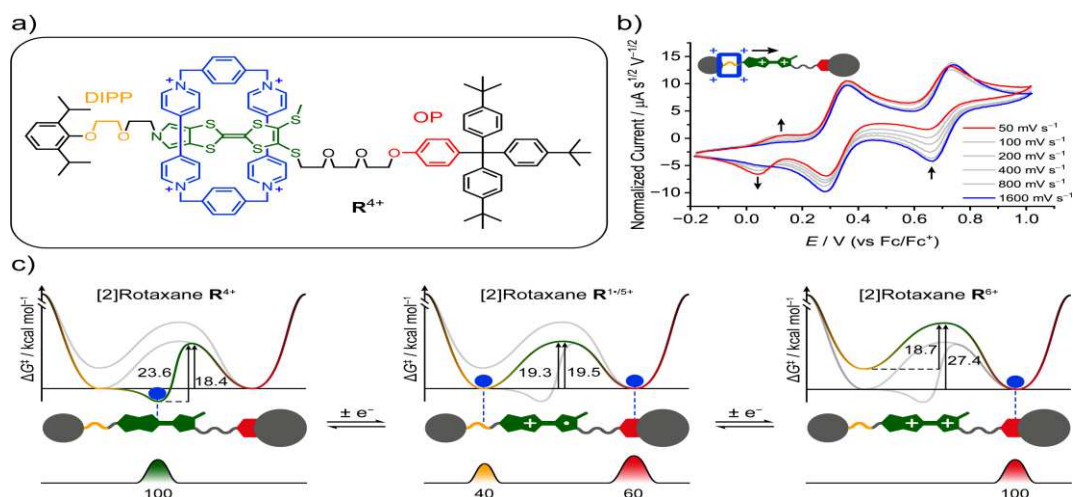 a)
DIPP
OP
O
O
N
S
S
S
S
S
S
N
+
N
+
N
+
N
+
O
O
O
R4+
b)
Normalized Current / μA s1/2 V−1/2
15
10
5
0
−5
−10
−0.2
0.0
0.2
0.4
0.6
0.8
1.0
E / V (vs Fc/Fc+)
50 mV s−1
100 mV s−1
200 mV s−1
400 mV s−1
800 mV s−1
1600 mV s−1
c)
[2]Rotaxane R4+
ΔG‡ / kcal mol−1
23.6
18.4
100
± e−
[2]Rotaxane R1•/5+
ΔG‡ / kcal mol−1
19.3
19.5
40
60
± e−
[2]Rotaxane R6+
ΔG‡ / kcal mol−1
18.7
27.4
100